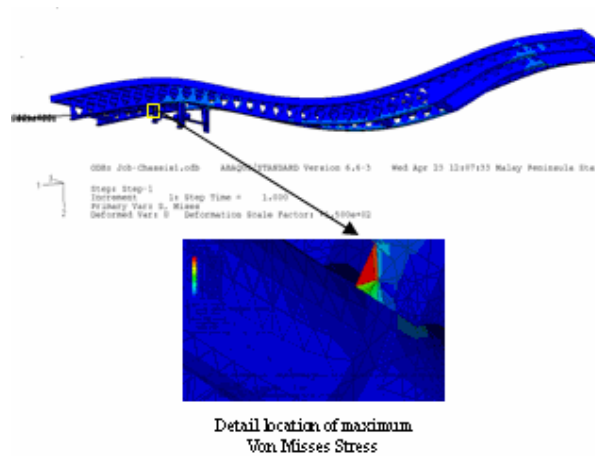 ODB: Job-Chassis1.odb ABAQUS/STANDARD Version 6.6-3 Wed Apr 23 12:07:33 Malay Peninsula Sta
Step: Step-1
Increment 1: Step Time = 1.000
Primary Var: S, Mises
Deformed Var: U Deformation Scale Factor:
1
2
Detail location of maximum
Von Misses Stress